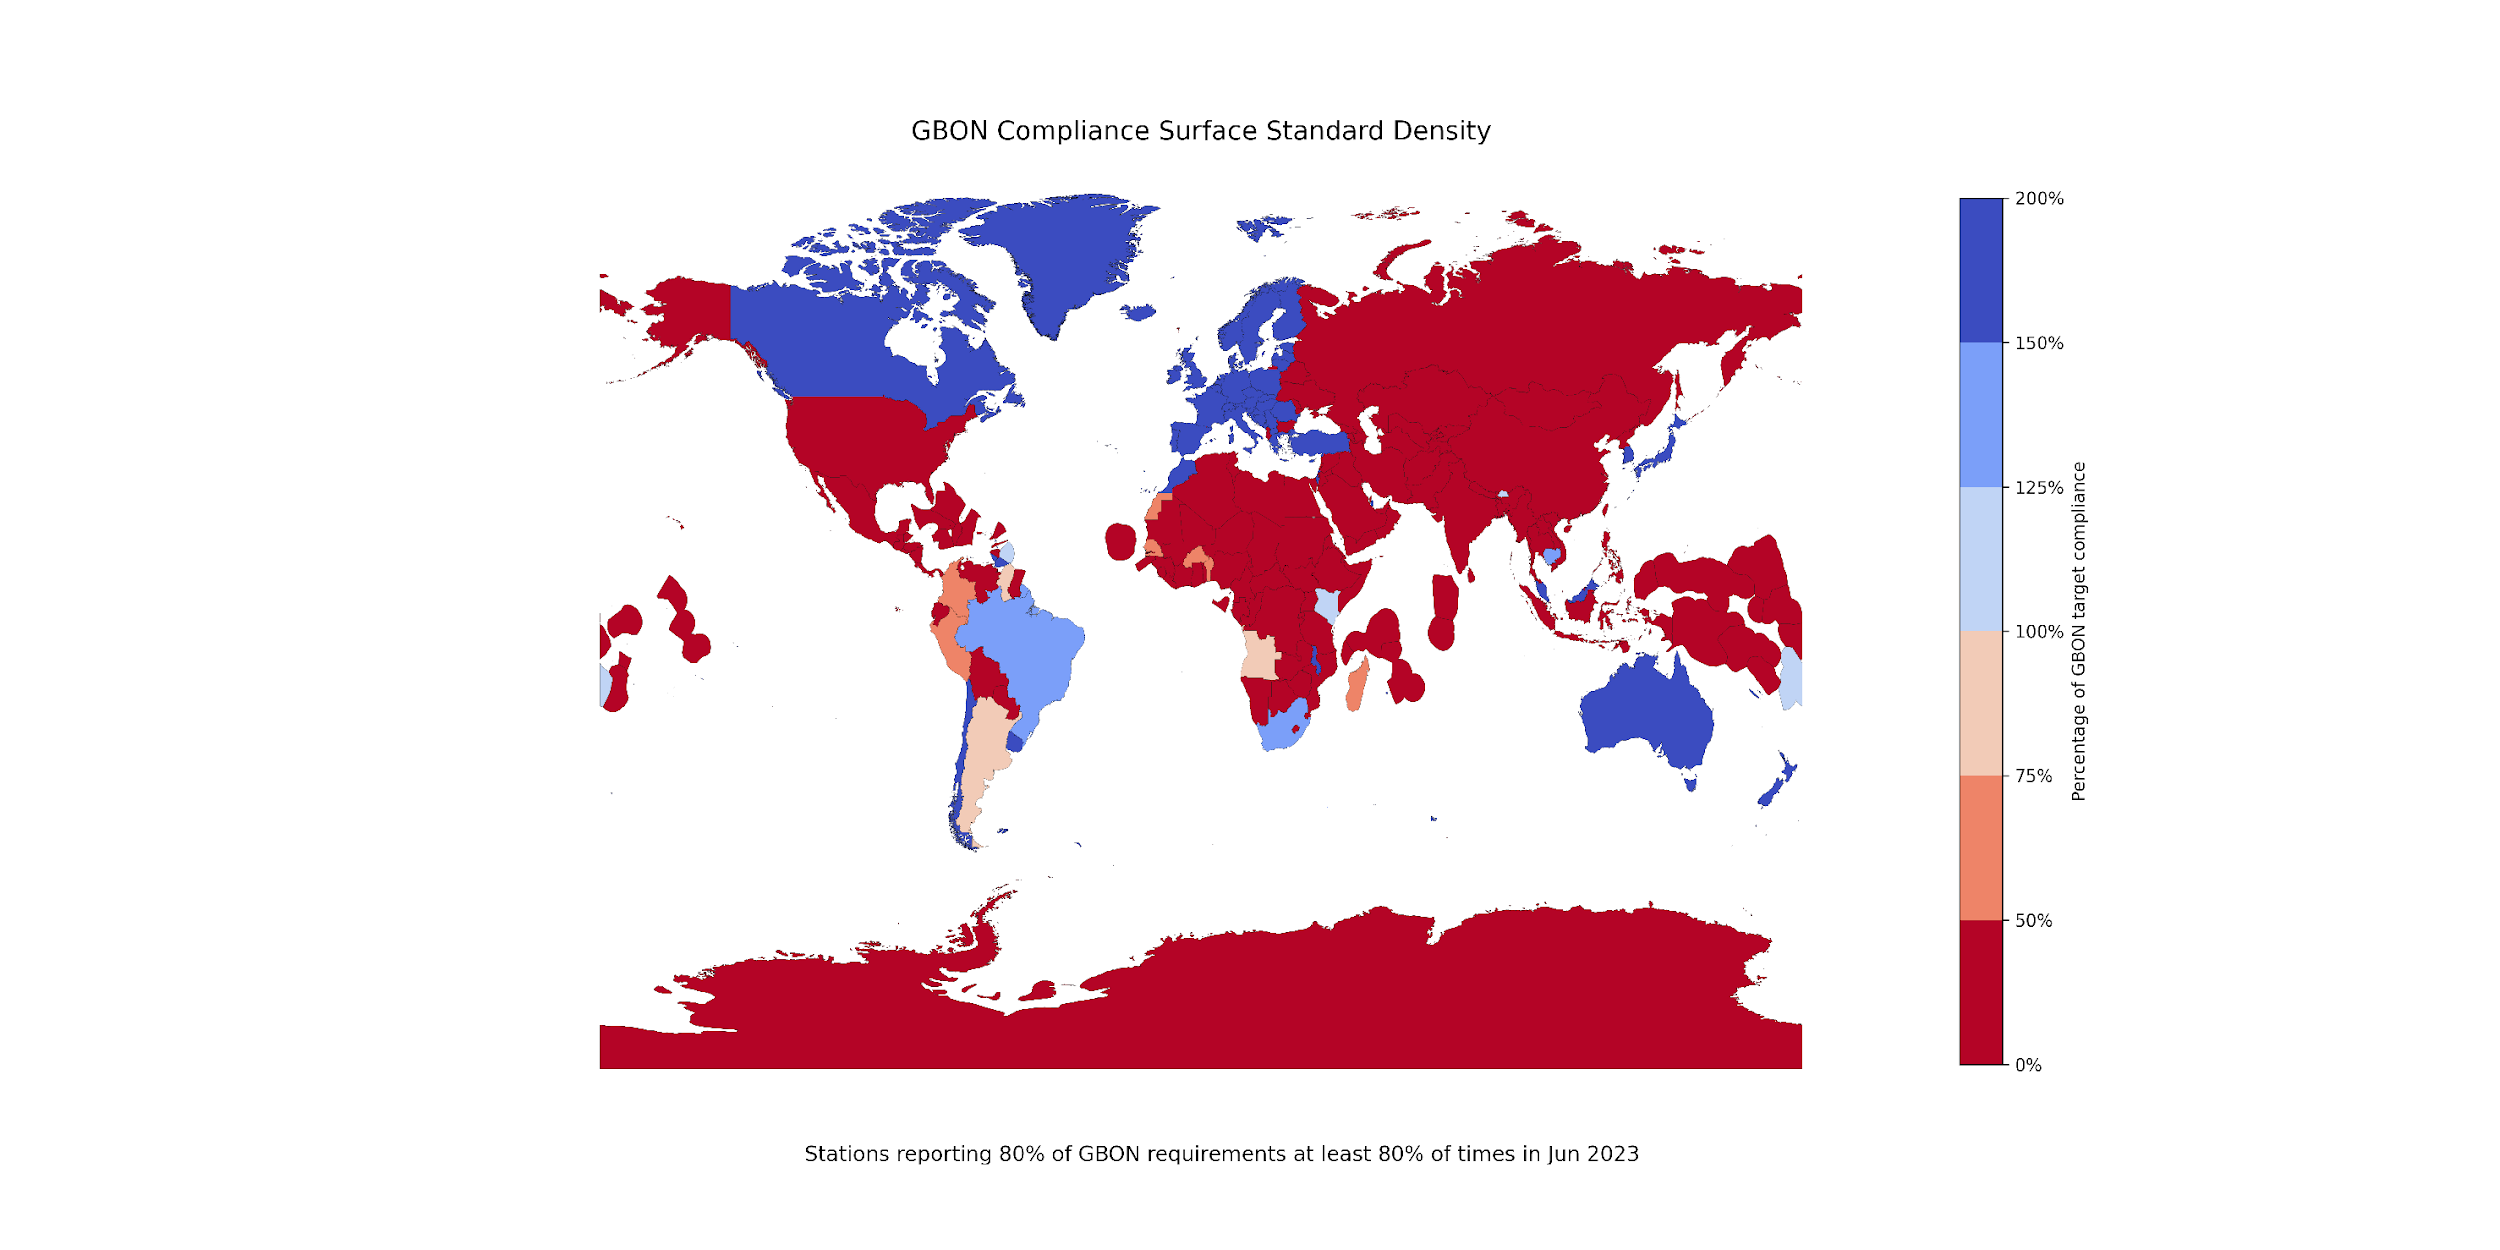 GBON Compliance Surface Standard Density
200%
150%
125%
100%
75%
50%
0%
Percentage of GBON target compliance
Stations reporting 80% of GBON requirements at least 80% of times in Jun 2023